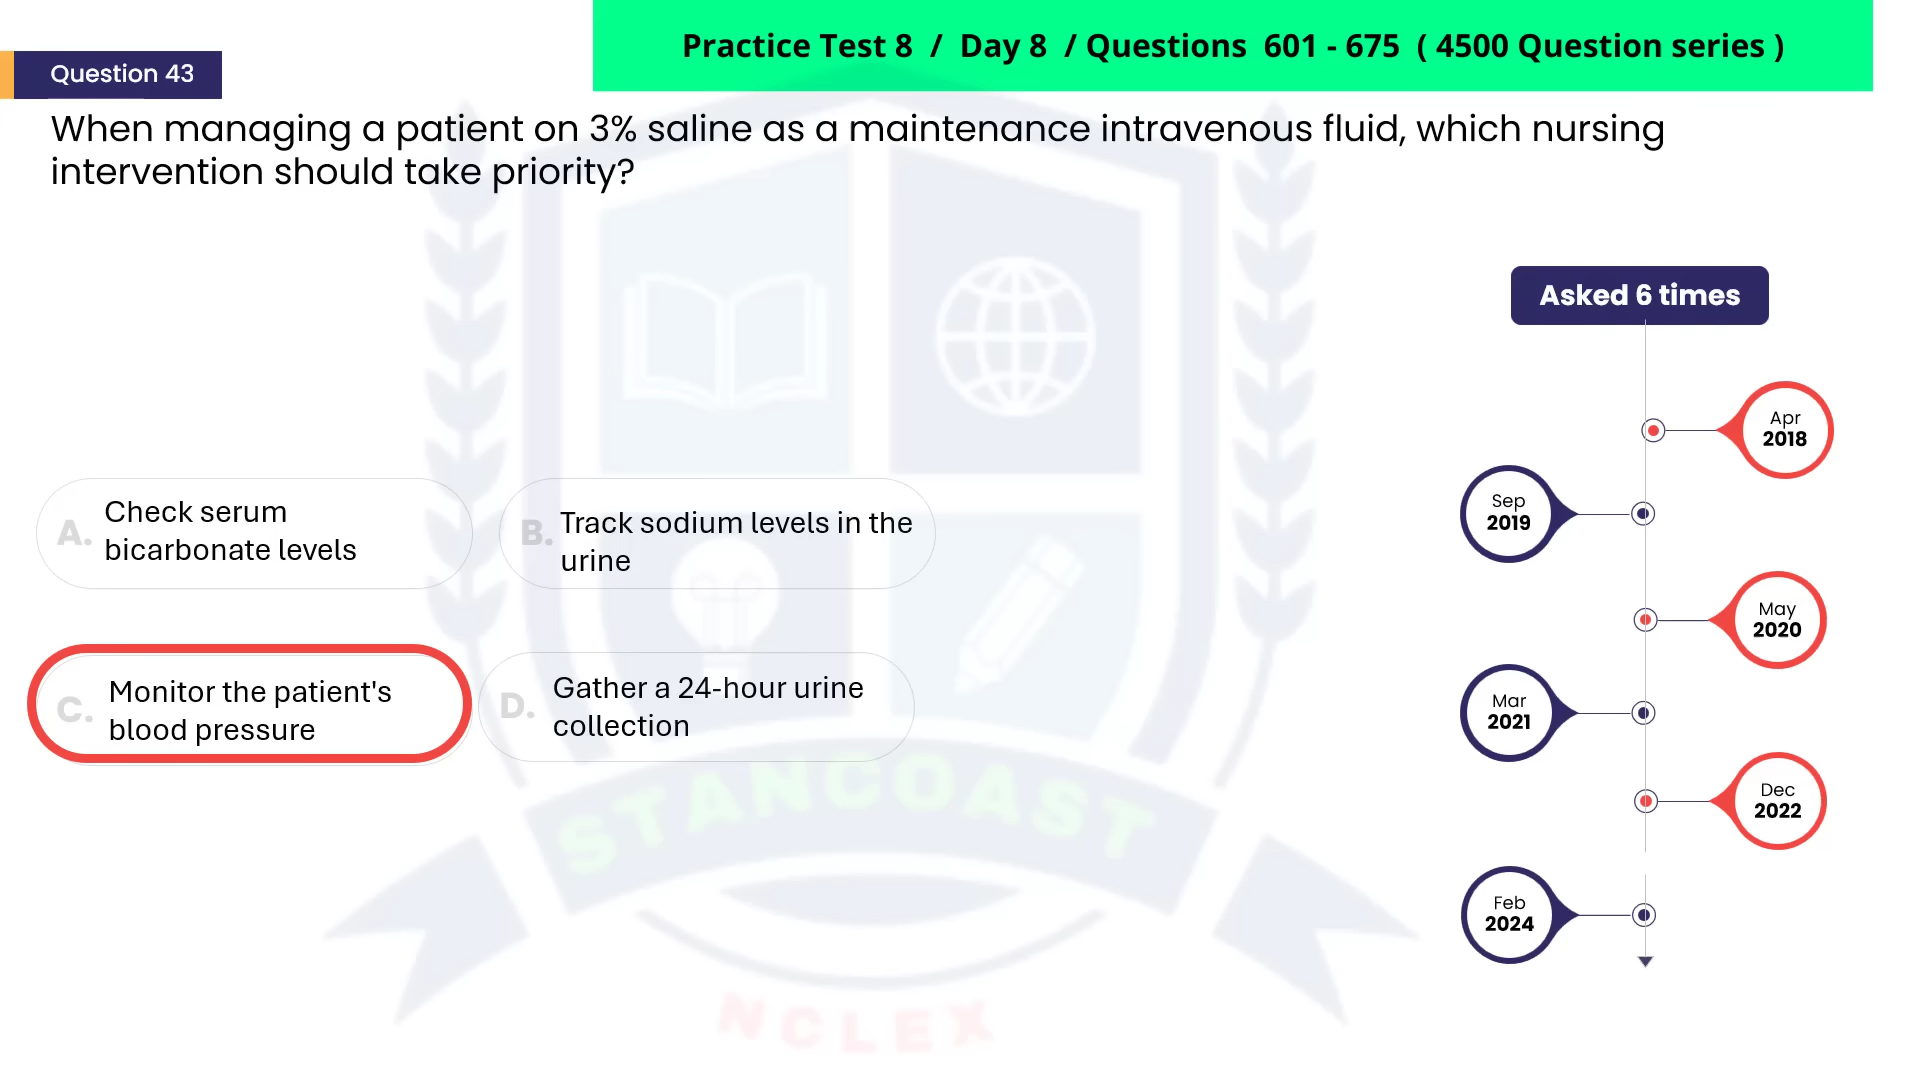 Practice Test 8 / Day 8 / Questions 601 - 675 ( 4500 Question series )
Question 43
When managing a patient on 3% saline as a maintenance intravenous fluid, which nursing
intervention should take priority?
Asked 6 times
Apr
2018
Sep
2019
A. Check serum
bicarbonate levels
B. Track sodium levels in the
urine
May
2020
C. Monitor the patient's
blood pressure
D. Gather a 24-hour urine
collection
Mar
2021
Dec
2022
STANCOAST
Feb
2024
NCLEX